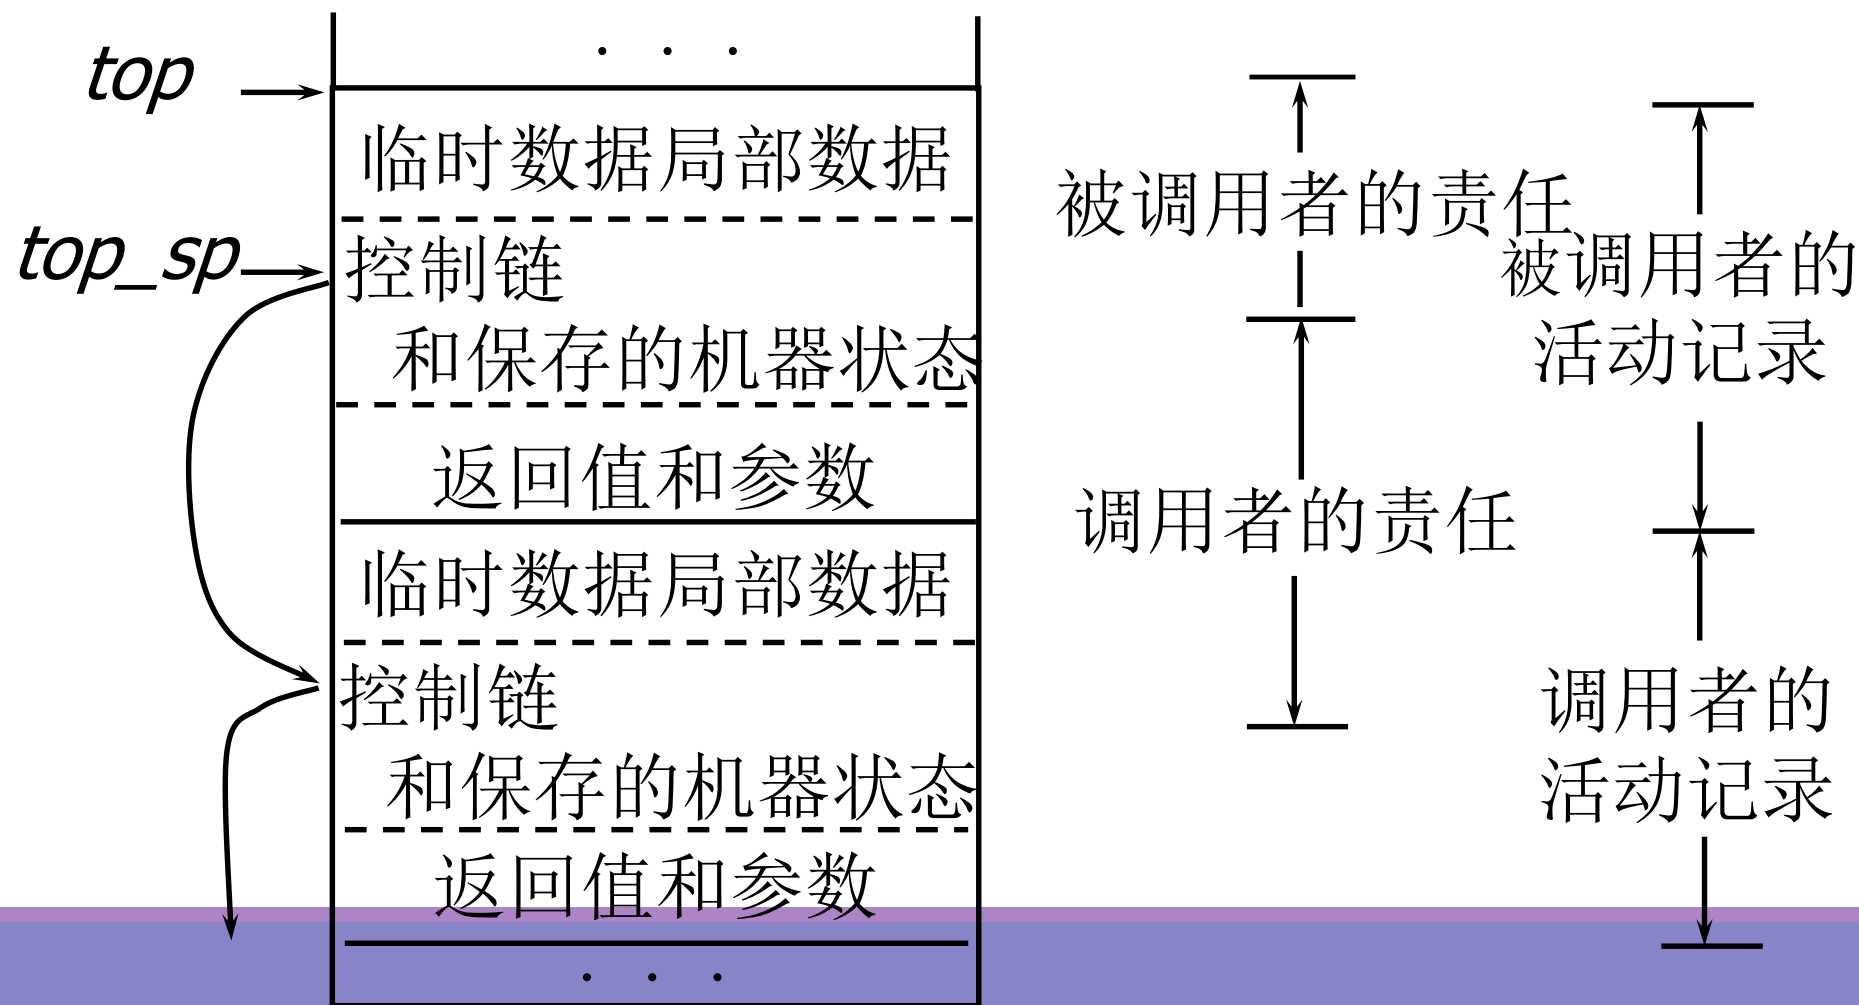 . . .
top
临时数据局部数据
top_sp
控制链
和保存的机器状态
返回值和参数
临时数据局部数据
控制链
和保存的机器状态
返回值和参数
. . .
被调用者的责任
调用者的责任
被调用者的
活动记录
调用者的
活动记录